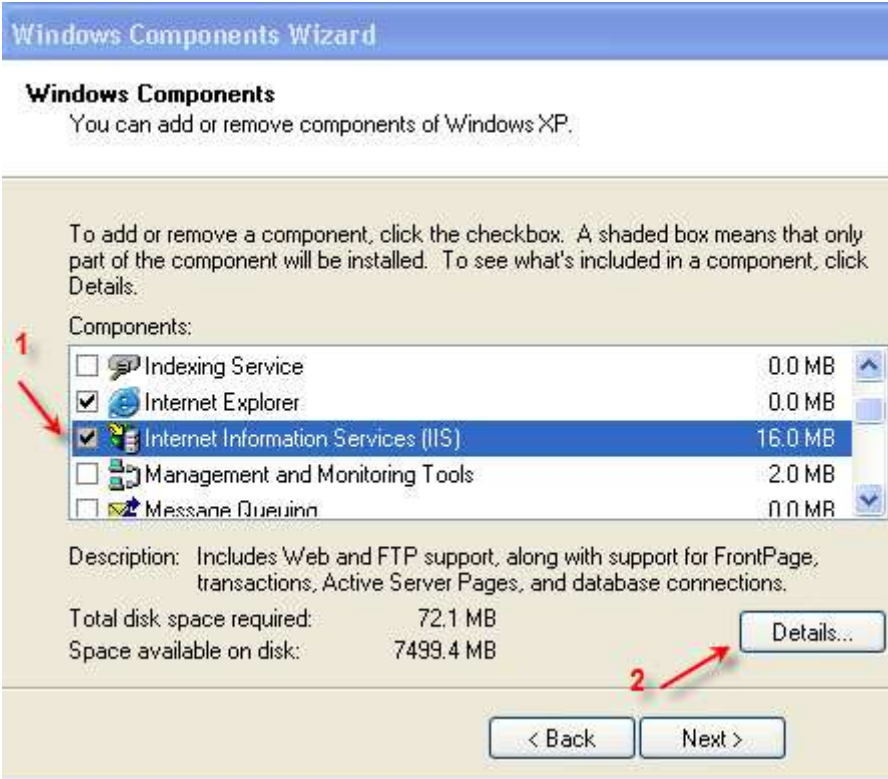 Windows Components Wizard
Windows Components
You can add or remove components of Windows XP.
To add or remove a component, click the checkbox. A shaded box means that only
part of the component will be installed. To see what's included in a component, click
Details.
Components:
1
Indexing Service 0.0 MB
Internet Explorer 0.0 MB
Internet Information Services (IIS) 16.0 MB
Management and Monitoring Tools 2.0 MB
Message Queuing 0.0 MB
Description: Includes Web and FTP support, along with support for FrontPage,
transactions, Active Server Pages, and database connections.
Total disk space required: 72.1 MB
Space available on disk: 7499.4 MB
Details...
2
< Back Next >